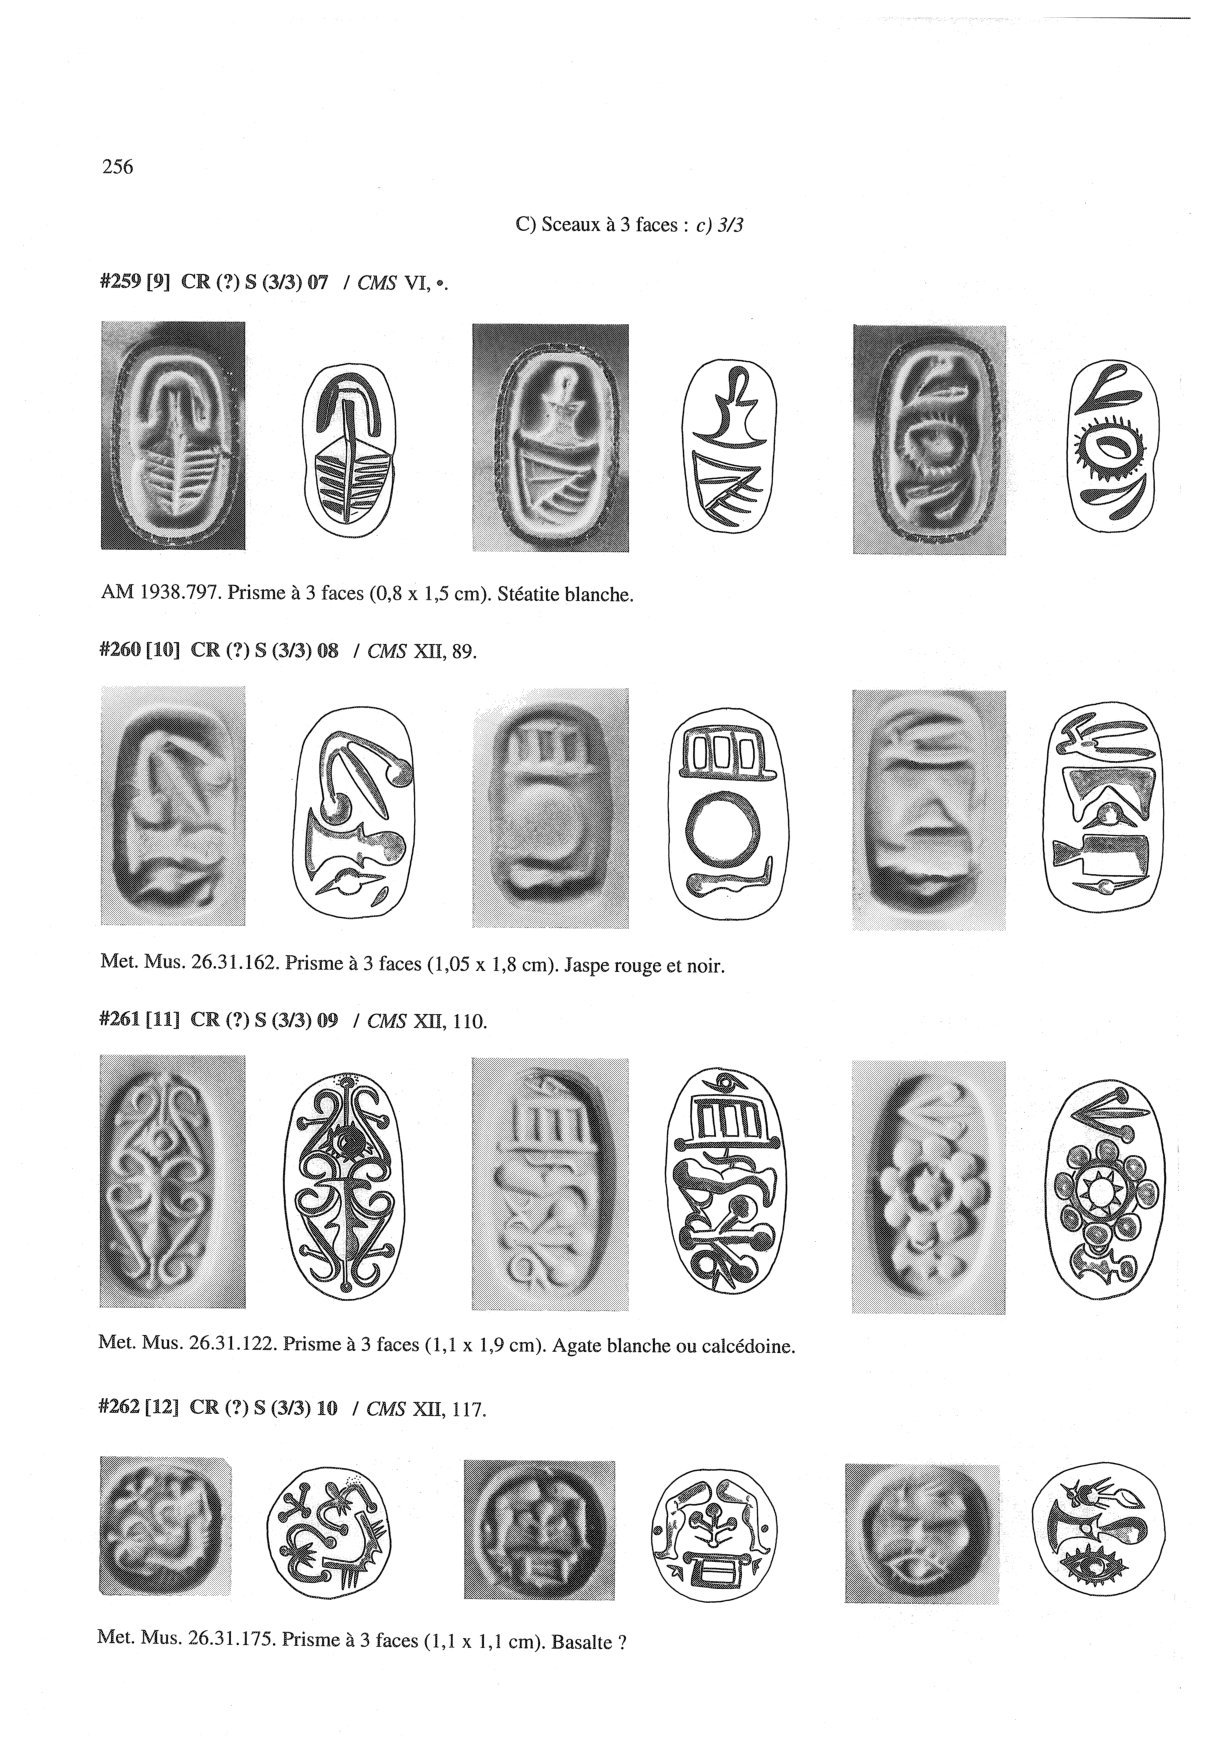 256
C) Sceaux à 3 faces : c) 3/3
#259 [9] CR (?) S (3/3) 07 / CMS VI, •.
AM 1938.797. Prisme à 3 faces (0,8 x 1,5 cm). Stéatite blanche.
#260 [10] CR (?) S (3/3) 08 / CMS XII, 89.
Met. Mus. 26.31.162. Prisme à 3 faces (1,05 x 1,8 cm). Jaspe rouge et noir.
#261 [11] CR (?) S (3/3) 09 / CMS XII, 110.
Met. Mus. 26.31.122. Prisme à 3 faces (1,1 x 1,9 cm). Agate blanche ou calcédoine.
#262 [12] CR (?) S (3/3) 10 / CMS XII, 117.
Met. Mus. 26.31.175. Prisme à 3 faces (1,1 x 1,1 cm). Basalte ?